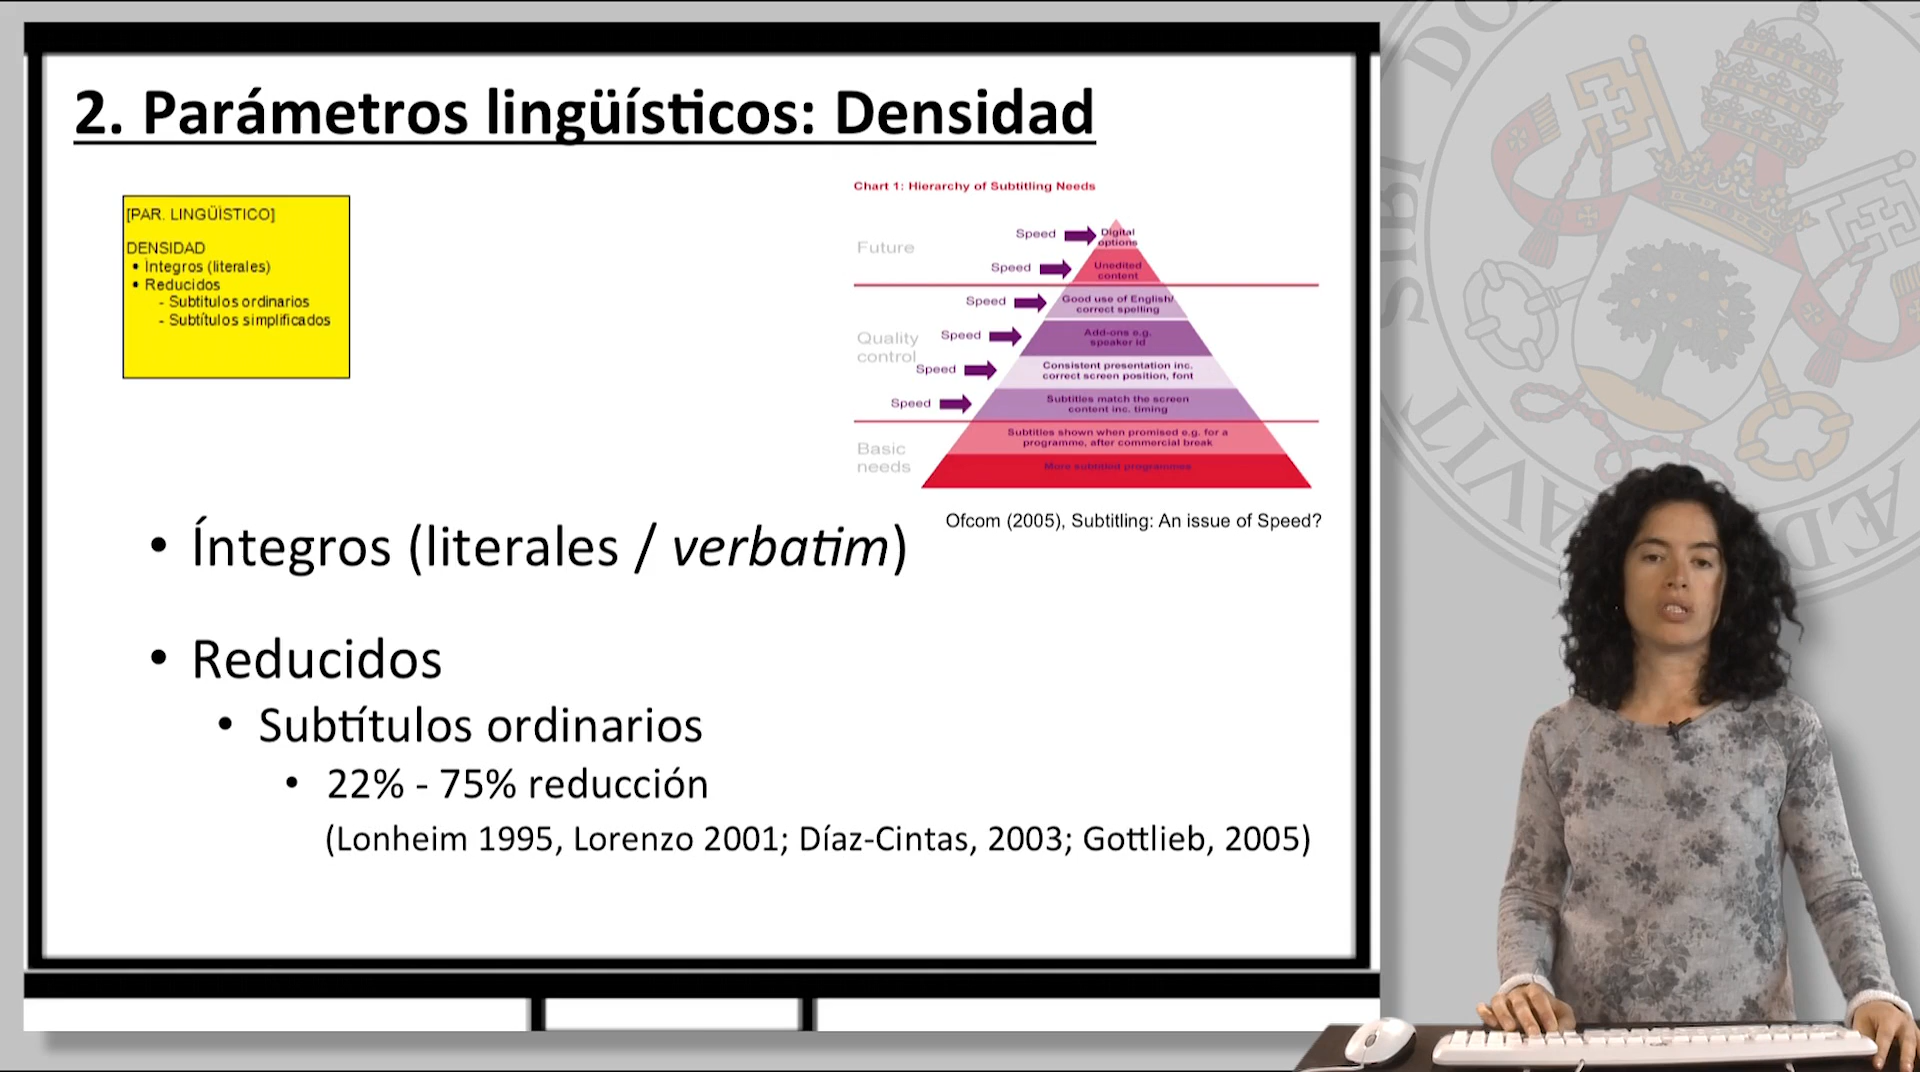 2. Parámetros lingüísticos: Densidad
[PAR. LINGÜÍSTICO]
DENSIDAD
• Íntegros (literales)
• Reducidos
- Subtítulos ordinarios
- Subtítulos simplificados
Chart 1: Hierarchy of Subtitling Needs
Future
Speed
Digital
options
Speed
Unedited
content
Quality
control
Speed
Good use of English/
correct spelling
Speed
Add-ons e.g.
speaker id
Speed
Consistent presentation inc.
correct screen position, font
Speed
Subtitles match the screen
content inc. timing
Basic
needs
Subtitles shown when promised e.g. for a
programme, after commercial break
More subtitled programmes
Ofcom (2005), Subtitling: An issue of Speed?
• Íntegros (literales / verbatim)
• Reducidos
• Subtítulos ordinarios
• 22% - 75% reducción
(Lonheim 1995, Lorenzo 2001; Díaz-Cintas, 2003; Gottlieb, 2005)
SIBI